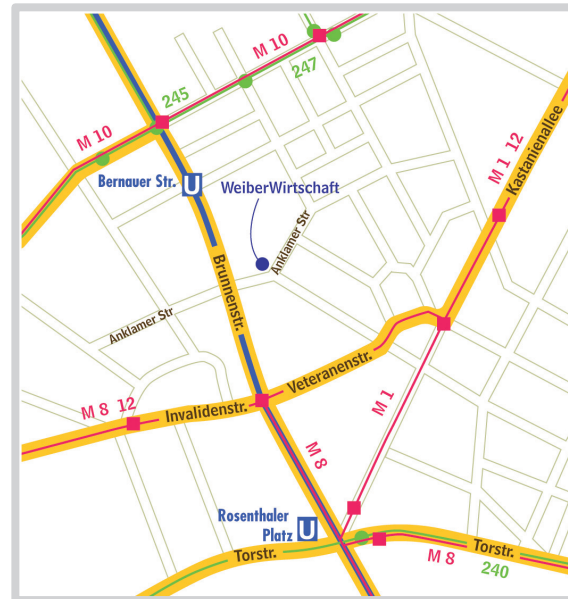 M 10
247
245
M 10
M 1 12
Kastanienallee
Bernauer Str.
U
WeiberWirtschaft
Anklamer Str
Brunnenstr.
Anklamer Str
Veteranenstr.
M 8 12
Invalidenstr.
M 1
M 8
Rosenthaler
Platz
U
Torstr.
M 8
Torstr.
240